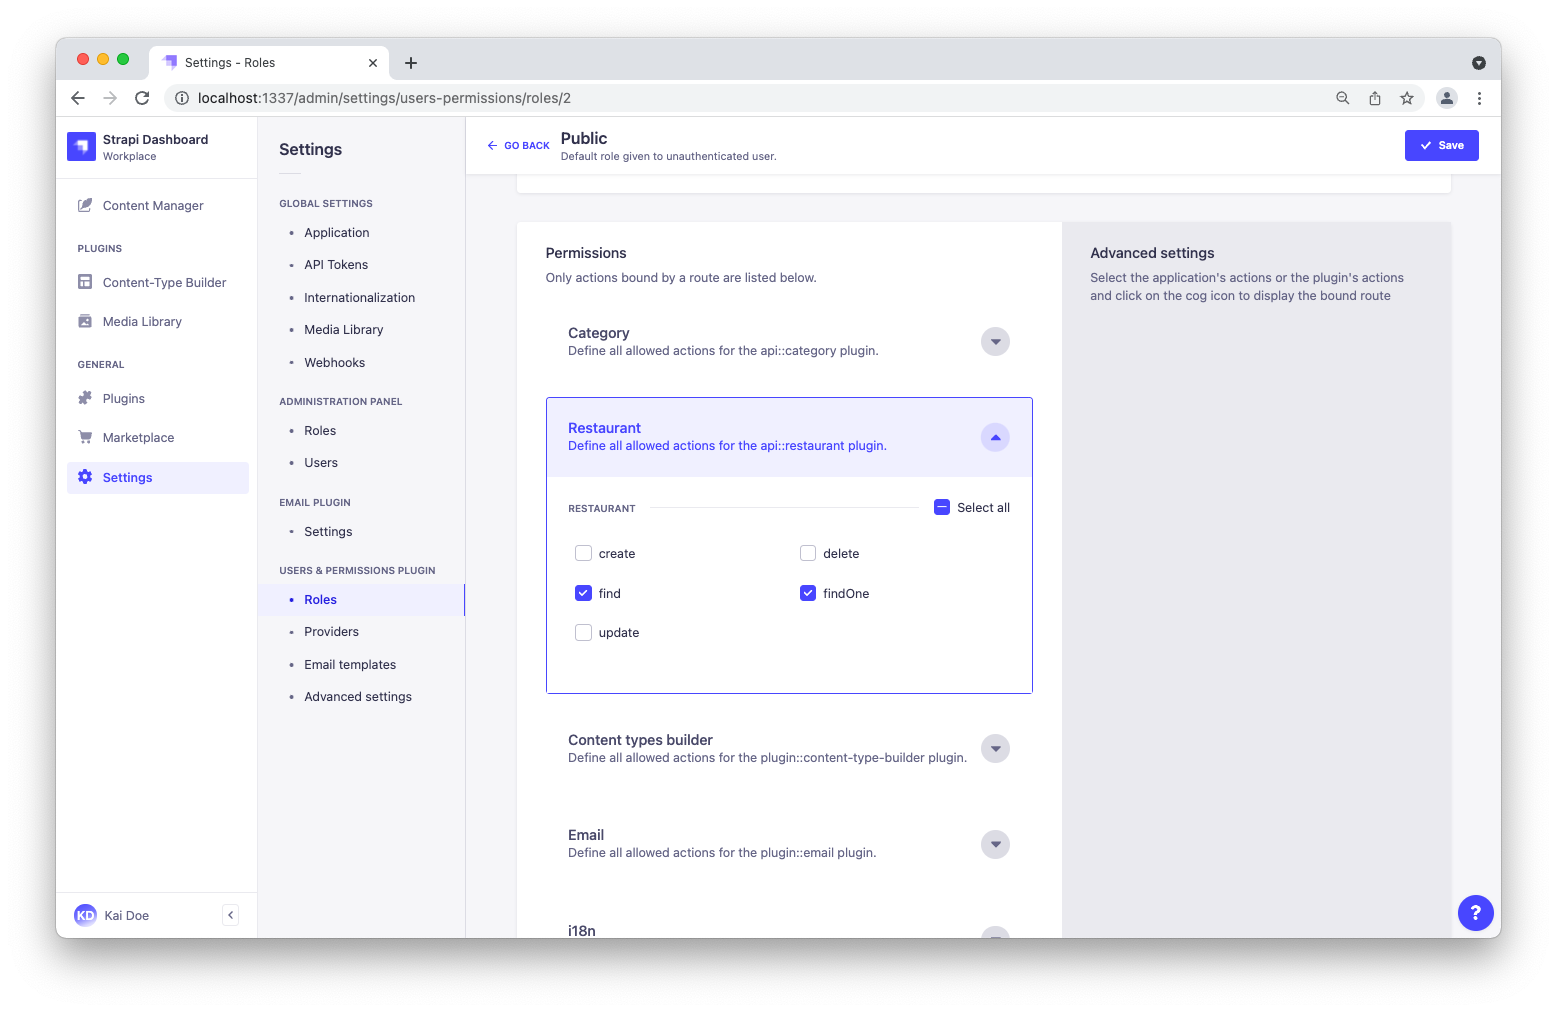 Settings - Roles
localhost:1337/admin/settings/users-permissions/roles/2
Strapi Dashboard
Workplace
Content Manager
PLUGINS
Content-Type Builder
Media Library
GENERAL
Plugins
Marketplace
Settings
KD Kai Doe
Settings
GLOBAL SETTINGS
Application
API Tokens
Internationalization
Media Library
Webhooks
ADMINISTRATION PANEL
Roles
Users
EMAIL PLUGIN
Settings
USERS & PERMISSIONS PLUGIN
Roles
Providers
Email templates
Advanced settings
GO BACK
Public
Default role given to unauthenticated user.
Save
Permissions
Only actions bound by a route are listed below.
Category
Define all allowed actions for the api::category plugin.
Restaurant
Define all allowed actions for the api::restaurant plugin.
RESTAURANT
Select all
create
delete
find
findOne
update
Content types builder
Define all allowed actions for the plugin::content-type-builder plugin.
Email
Define all allowed actions for the plugin::email plugin.
i18n
Advanced settings
Select the application's actions or the plugin's actions
and click on the cog icon to display the bound route
?